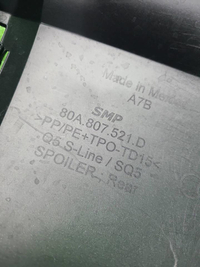 Made in Mexico
A7B
SMP
80A.807.521.D
>PP/PE+TPO-TD15<
Q5 S-Line / SQ5
SPOILER: Rear